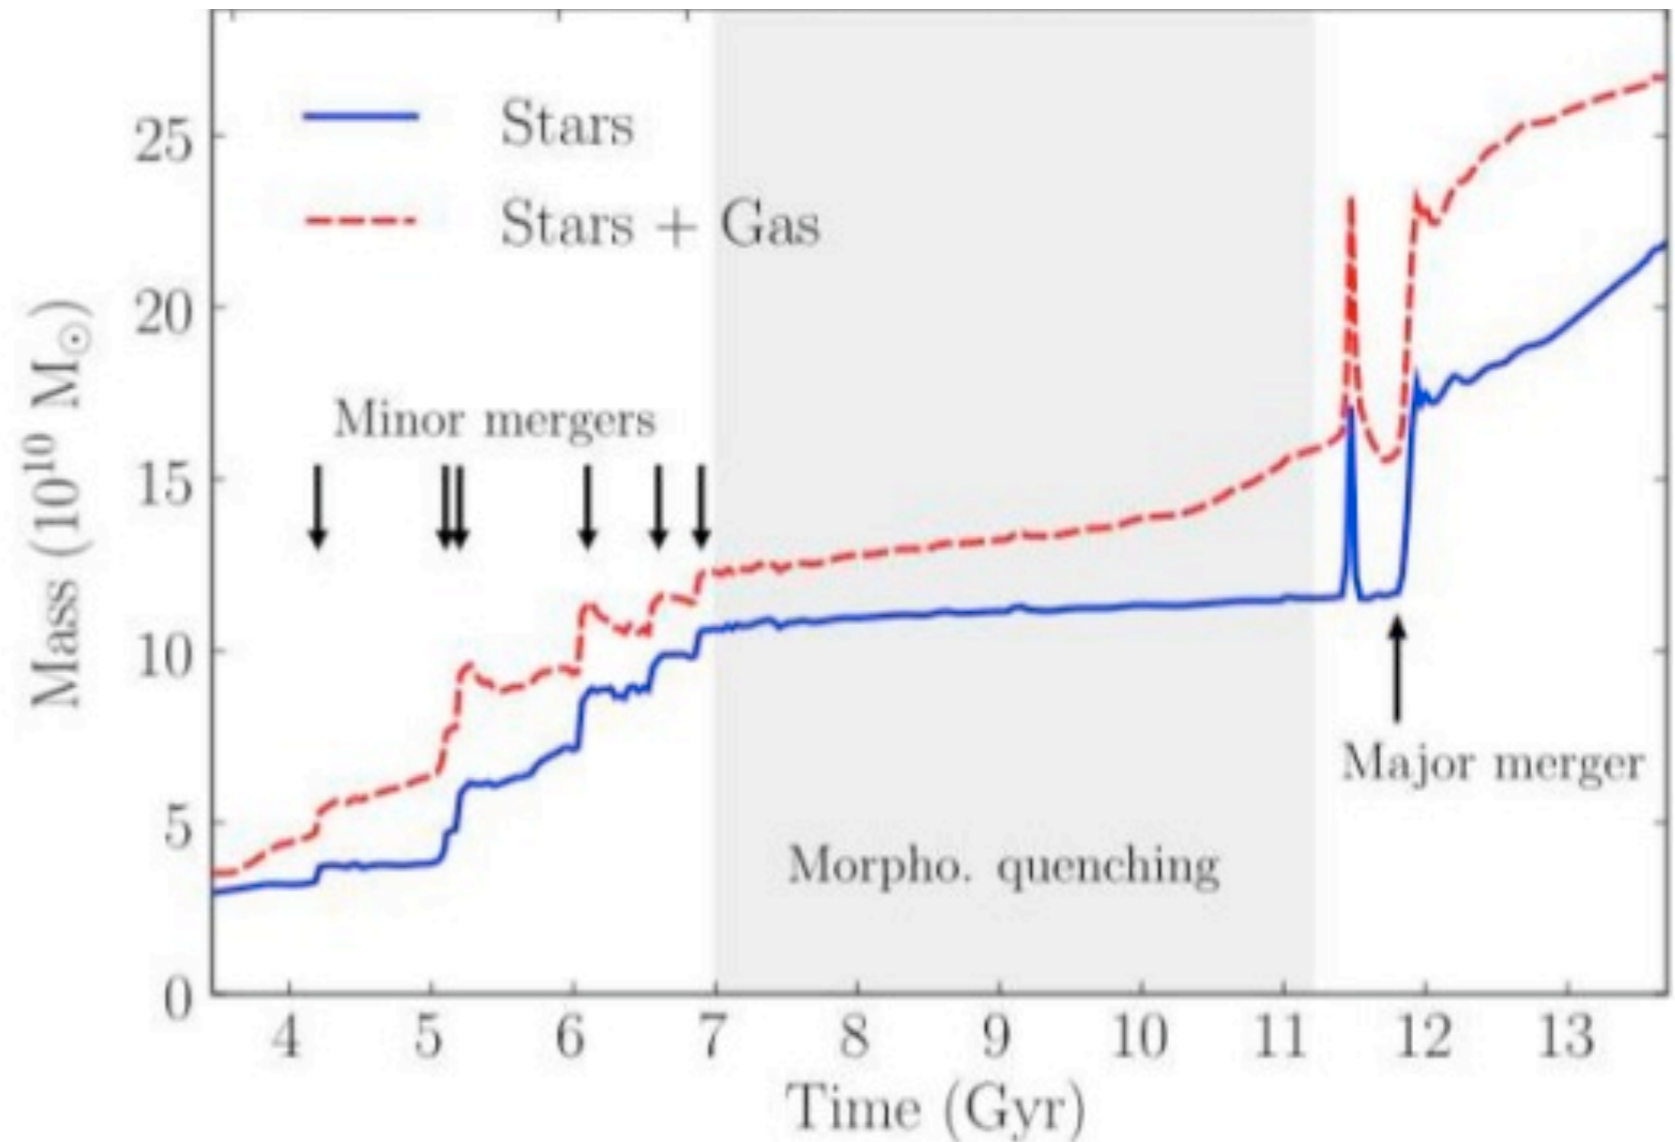 Stars
Stars + Gas
Minor mergers
Morpho. quenching
Major merger
Mass (10¹⁰ M☉)
25
20
15
10
5
0
4 5 6 7 8 9 10 11 12 13
Time (Gyr)